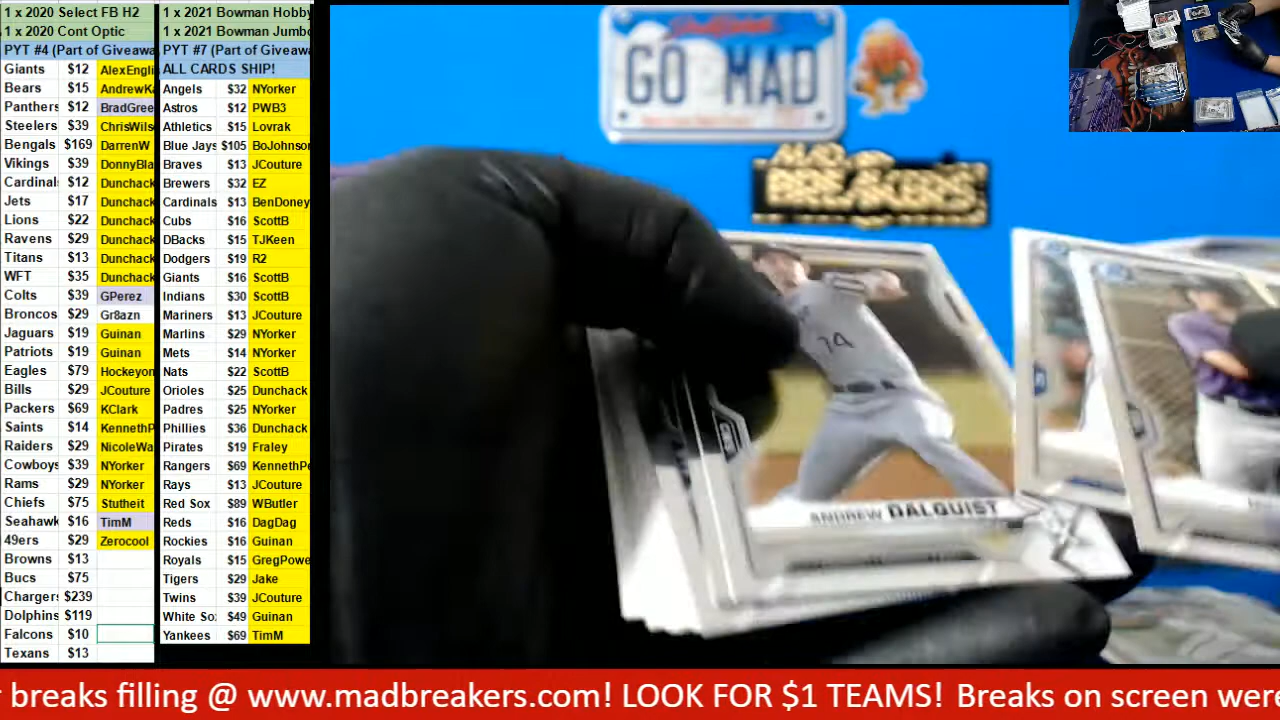 1 x 2020 Select FB H2
1 x 2020 Cont Optic
PYT #4 (Part of Giveawa
Giants $12 AlexEngli
Bears $15 AndrewKa
Panthers $12 BradGree
Steelers $39 ChrisWils
Bengals $169 DarrenW
Vikings $39 DonnyBla
Cardinal $12 Dunchack
Jets $17 Dunchack
Lions $22 Dunchack
Ravens $29 Dunchack
Titans $13 Dunchack
WFT $35 Dunchack
Colts $39 GPerez
Broncos $29 Gr8azn
Jaguars $19 Guinan
Patriots $19 Guinan
Eagles $79 Hockeyon
Bills $29 JCouture
Packers $69 KClark
Saints $14 KennethP
Raiders $29 NicoleWa
Cowboys $39 NYorker
Rams $29 NYorker
Chiefs $75 Stutheit
Seahawk $16 TimM
49ers $29 Zerocool
Browns $13
Bucs $75
Charger $239
Dolphins $119
Falcons $10
Texans $13
1 x 2021 Bowman Hobby
1 x 2021 Bowman Jumbo
PYT #7 (Part of Giveawa
ALL CARDS SHIP!
Angels $32 NYorker
Astros $12 PWB3
Athletics $15 Lovrak
Blue Jays $105 BoJohnson
Braves $13 JCouture
Brewers $32 EZ
Cardinals $13 BenDoney
Cubs $16 ScottB
DBacks $15 TJKeen
Dodgers $19 R2
Giants $16 ScottB
Indians $30 ScottB
Mariners $13 JCouture
Marlins $29 NYorker
Mets $14 NYorker
Nats $22 ScottB
Orioles $25 Dunchack
Padres $25 NYorker
Phillies $36 Dunchack
Pirates $19 Fraley
Rangers $69 KennethPe
Rays $13 JCouture
Red Sox $89 WButler
Reds $16 DagDag
Rockies $16 Guinan
Royals $15 GregPowe
Tigers $29 Jake
Twins $39 JCouture
White So $49 Guinan
Yankees $69 TimM
GO MAD
MAD
BREAKERS
14
ANDREW DALQUIST
r breaks filling @ www.madbreakers.com! LOOK FOR $1 TEAMS! Breaks on screen were